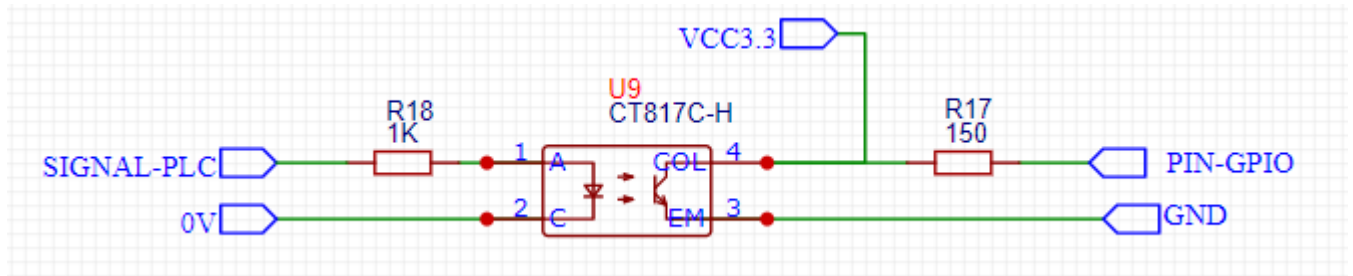 VCC3.3
U9
CT817C-H
R18
1K
R17
150
SIGNAL-PLC
1
A
COL
4
PIN-GPIO
0V
2
C
EM
3
GND